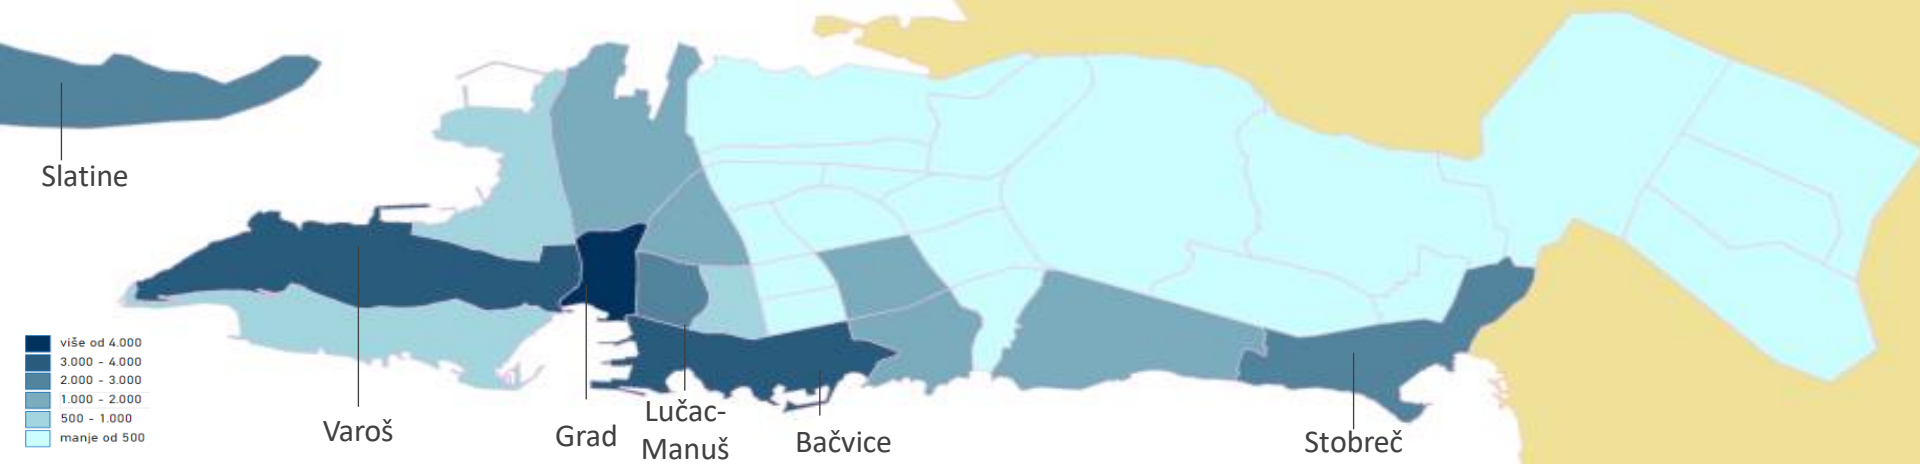 Slatine
više od 4.000
3.000 - 4.000
2.000 - 3.000
1.000 - 2.000
500 - 1.000
manje od 500
Varoš
Grad
Lučac-
Manuš
Bačvice
Stobreč